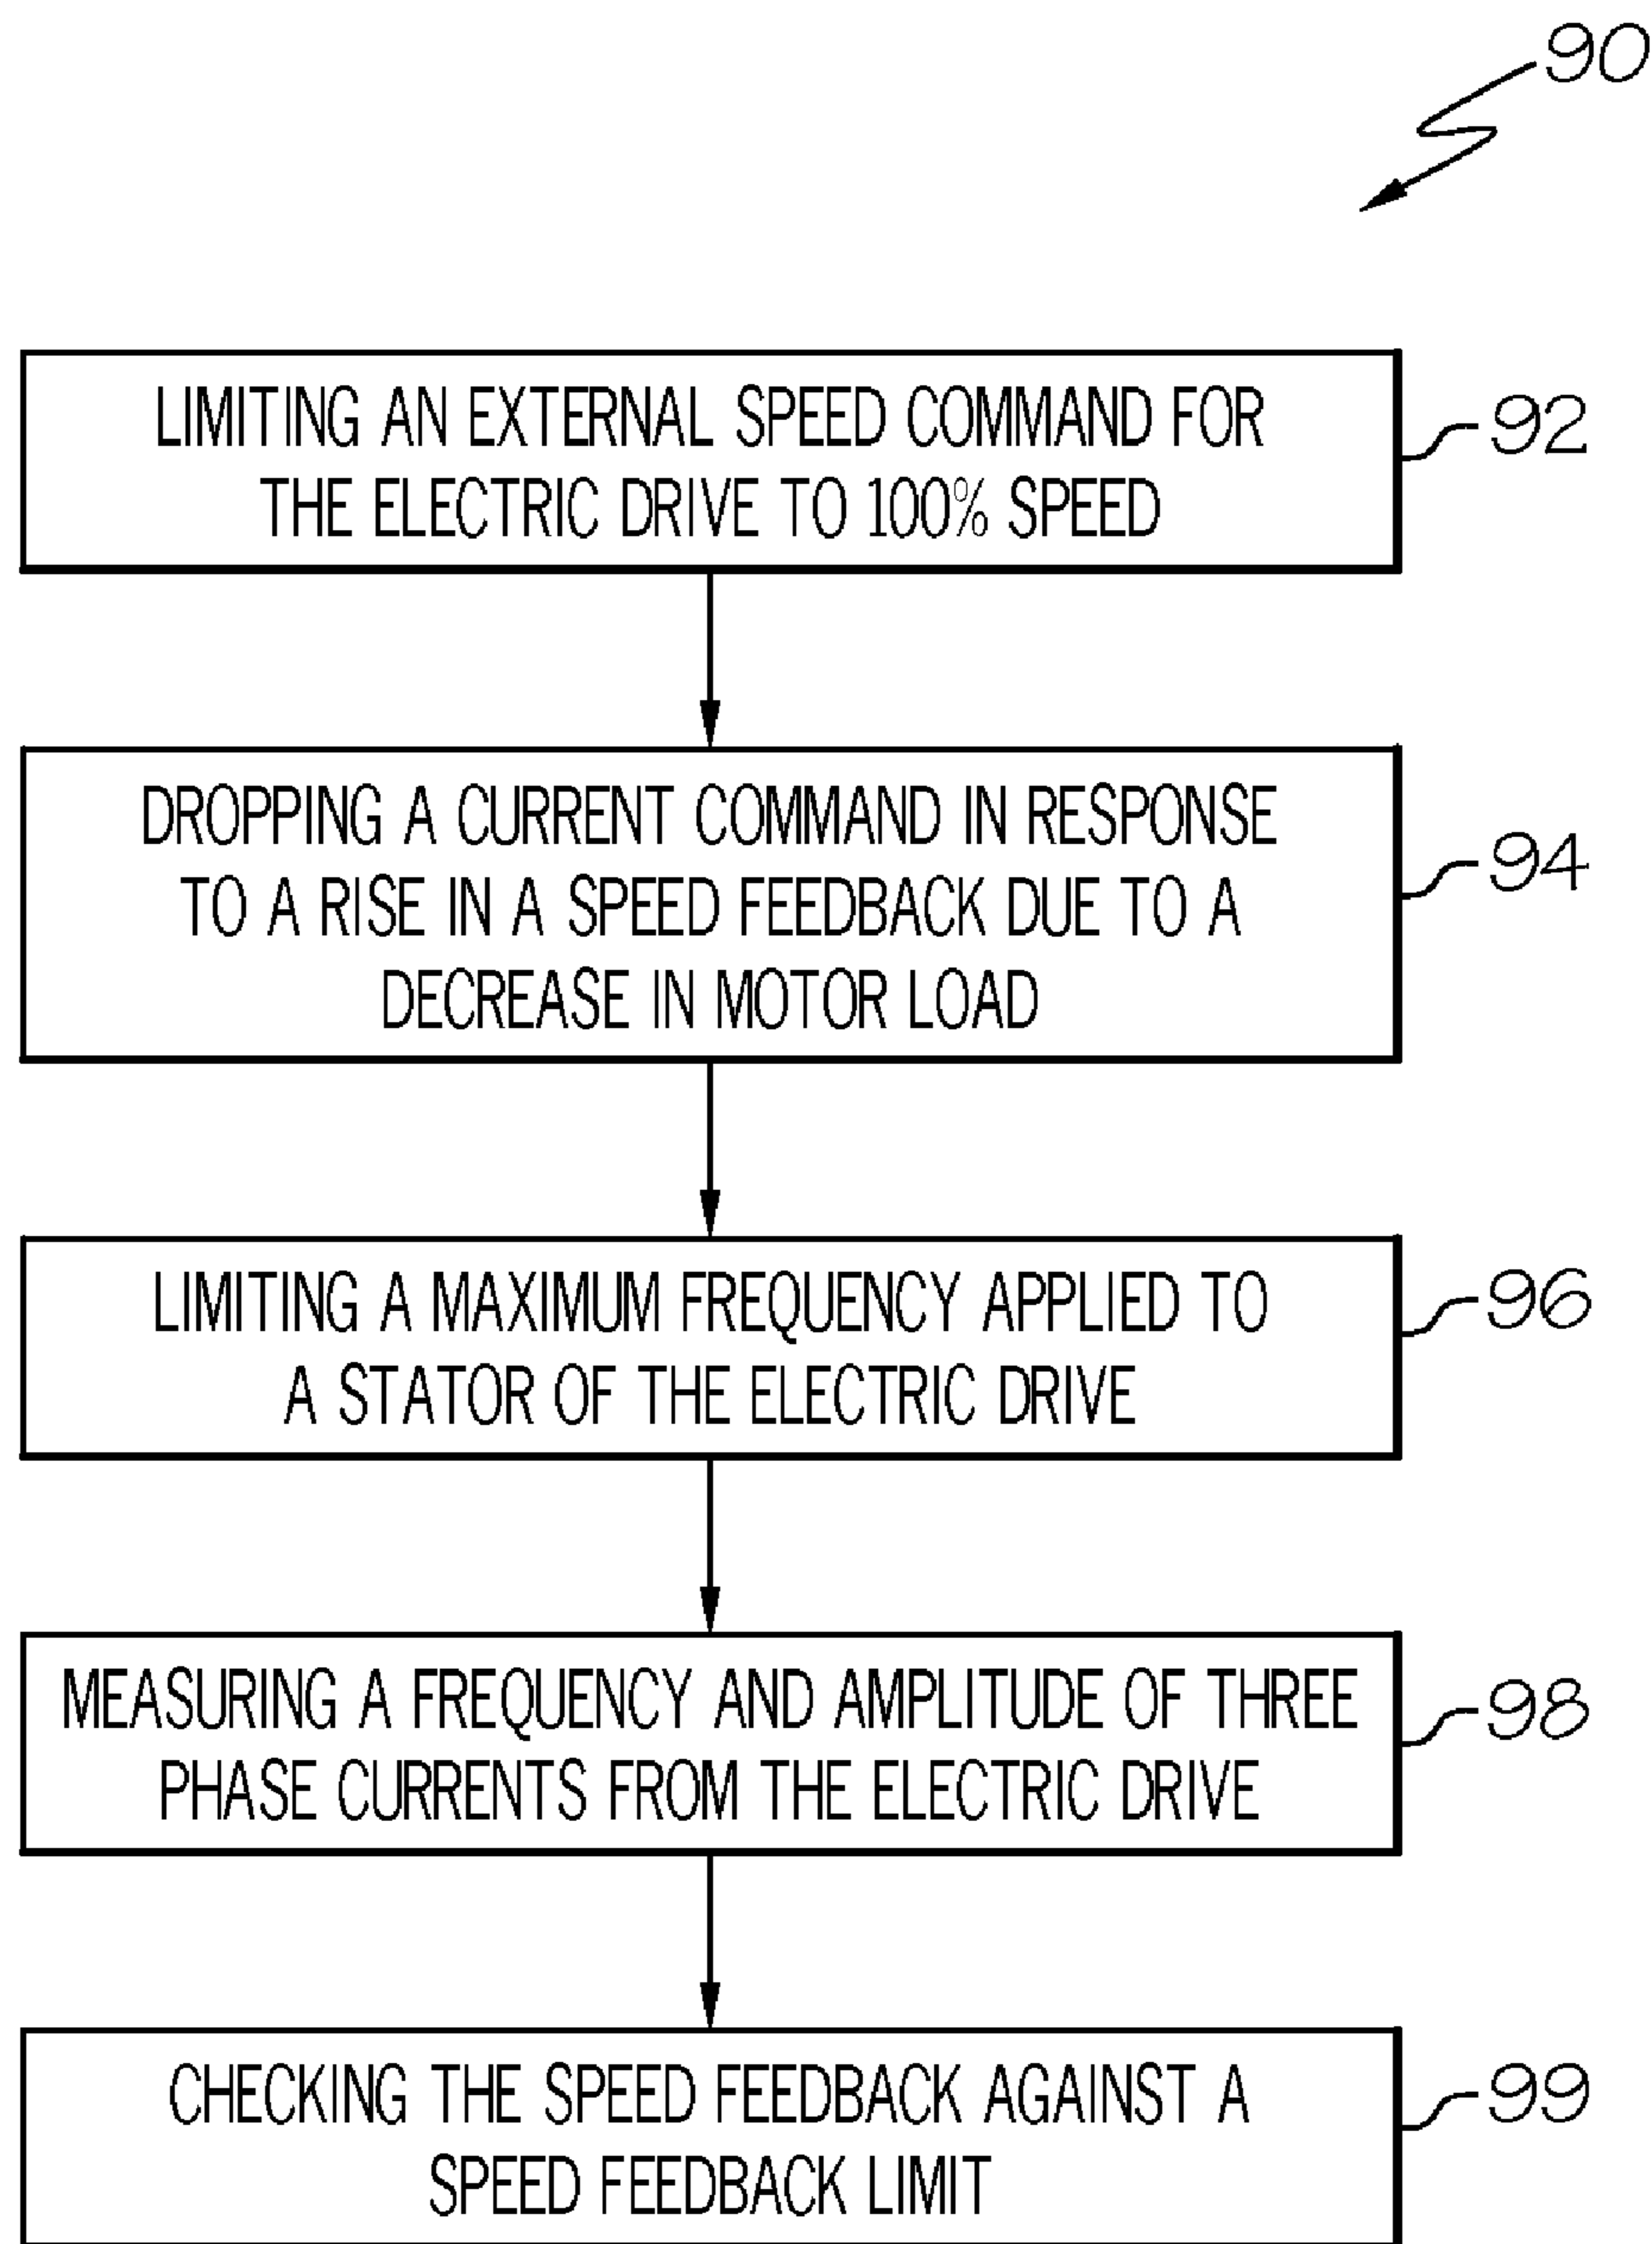 90
LIMITING AN EXTERNAL SPEED COMMAND FOR
THE ELECTRIC DRIVE TO 100% SPEED
92
DROPPING A CURRENT COMMAND IN RESPONSE
TO A RISE IN A SPEED FEEDBACK DUE TO A
DECREASE IN MOTOR LOAD
94
LIMITING A MAXIMUM FREQUENCY APPLIED TO
A STATOR OF THE ELECTRIC DRIVE
96
MEASURING A FREQUENCY AND AMPLITUDE OF THREE
PHASE CURRENTS FROM THE ELECTRIC DRIVE
98
CHECKING THE SPEED FEEDBACK AGAINST A
SPEED FEEDBACK LIMIT
99